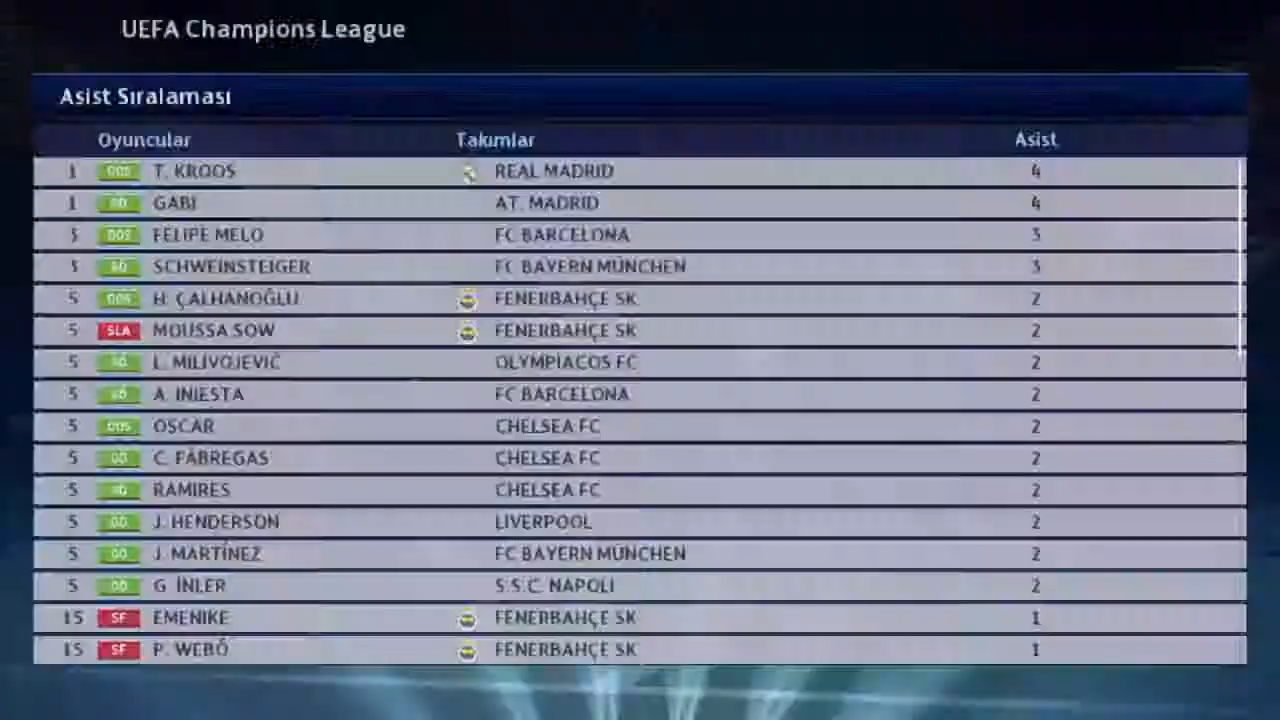 UEFA Champions League
Asist Sıralaması
Oyuncular Takımlar Asist
1 DOS T. KROOS REAL MADRID 4
1 GABI AT. MADRID 4
3 DOS FELIPE MELO FC BARCELONA 3
3 SCHWEINSTEIGER FC BAYERN MÜNCHEN 3
5 DOS H. ÇALHANOĞLU FENERBAHÇE SK 2
5 SLA MOUSSA SOW FENERBAHÇE SK 2
5 L. MILIVOJEVIĆ OLYMPIACOS FC 2
5 A. INIESTA FC BARCELONA 2
5 DOS OSCAR CHELSEA FC 2
5 C. FÀBREGAS CHELSEA FC 2
5 RAMIRES CHELSEA FC 2
5 J. HENDERSON LIVERPOOL 2
5 J. MARTÍNEZ FC BAYERN MÜNCHEN 2
5 G. İNLER S.S.C. NAPOLI 2
15 SF EMENIKE FENERBAHÇE SK 1
15 SF P. WEBÓ FENERBAHÇE SK 1